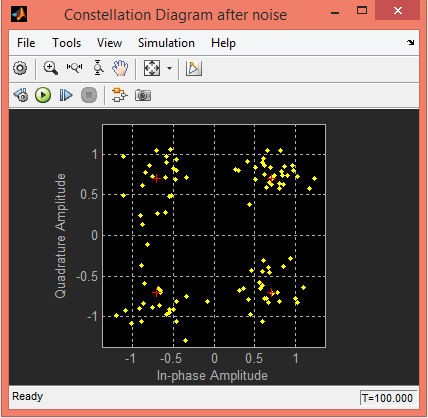 Constellation Diagram after noise
File Tools View Simulation Help
1
0.5
0
-0.5
-1
Quadrature Amplitude
-1 -0.5 0 0.5 1
In-phase Amplitude
Ready T=100.000